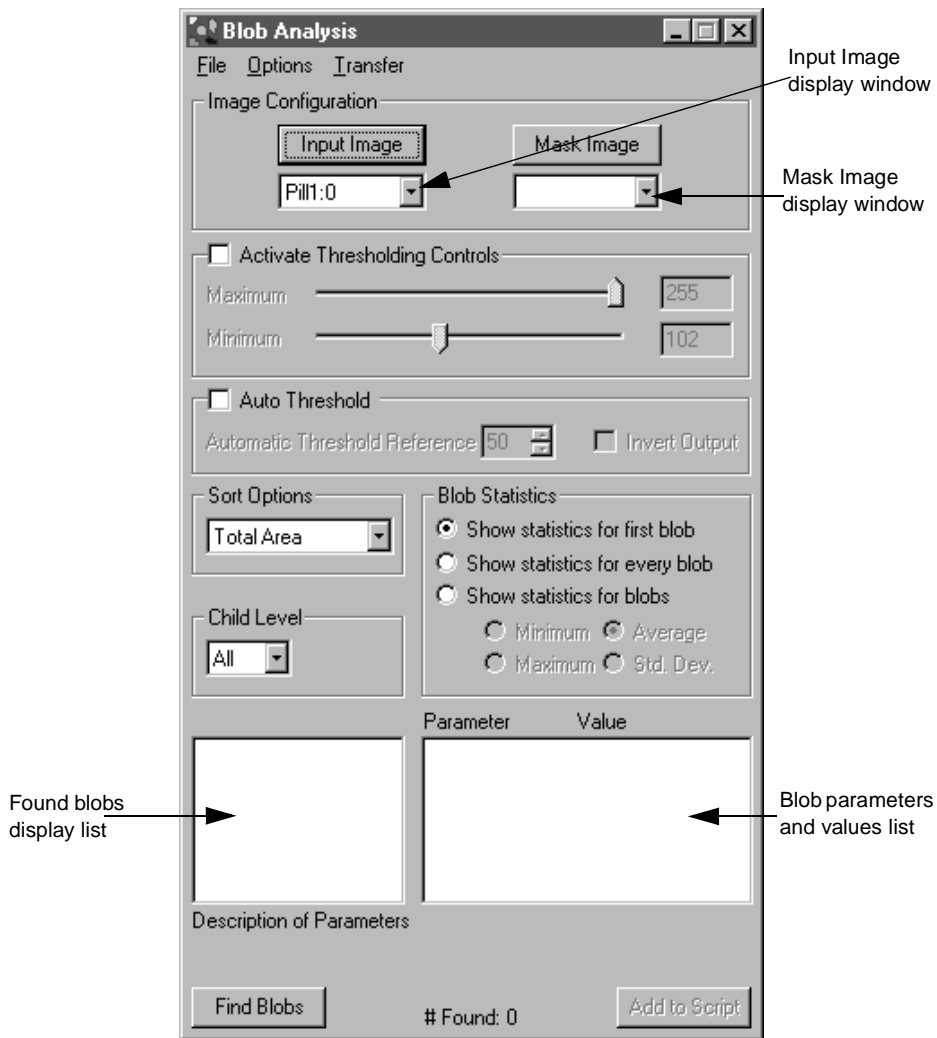 Blob Analysis
File Options Transfer
Input Image
display window
Image Configuration
Input Image
Mask Image
Pill1:0
Mask Image
display window
Activate Thresholding Controls
Maximum
255
Minimum
102
Auto Threshold
Automatic Threshold Reference 50
Invert Output
Sort Options
Total Area
Blob Statistics
Show statistics for first blob
Show statistics for every blob
Show statistics for blobs
Minimum Average
Maximum Std. Dev.
Child Level
All
Parameter Value
Found blobs
display list
Blob parameters
and values list
Description of Parameters
Find Blobs
# Found: 0
Add to Script